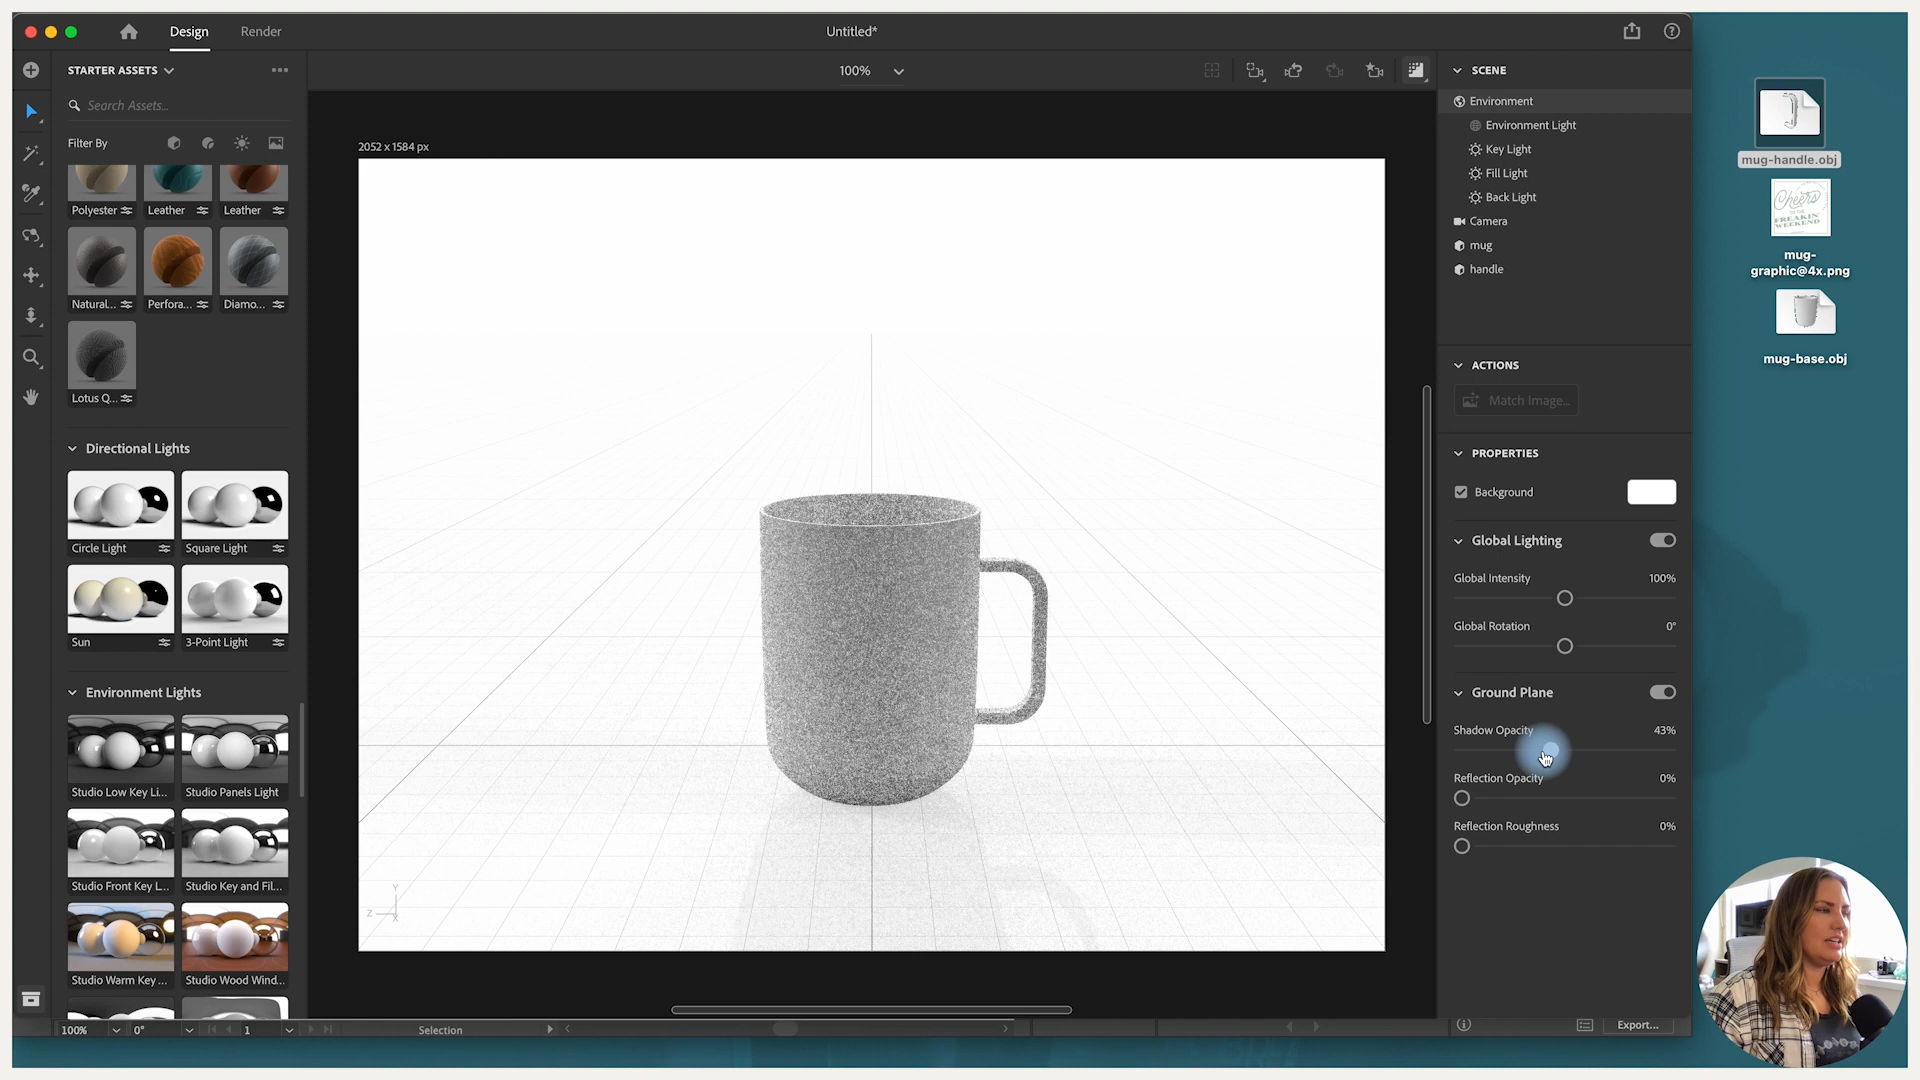 Design
Render
Untitled*
STARTER ASSETS
Search Assets...
Filter By
Polyester
Leather
Leather
Natural...
Perfora...
Diamo...
Lotus Q...
Directional Lights
Circle Light
Square Light
Sun
3-Point Light
Environment Lights
Studio Low Key Li...
Studio Panels Light
Studio Front Key L...
Studio Key and Fil...
Studio Warm Key ...
Studio Wood Wind...
100%
2052 x 1584 px
Y
Z
X
100%
0°
1
Selection
SCENE
Environment
Environment Light
Key Light
Fill Light
Back Light
Camera
mug
handle
ACTIONS
Match Image...
PROPERTIES
Background
Global Lighting
Global Intensity 100%
Global Rotation 0°
Ground Plane
Shadow Opacity 43%
Reflection Opacity 0%
Reflection Roughness 0%
Export...
mug-handle.obj
Cheers
TO THE
FREAKIN'
WEEKEND
mug-
graphic@4x.png
mug-base.obj